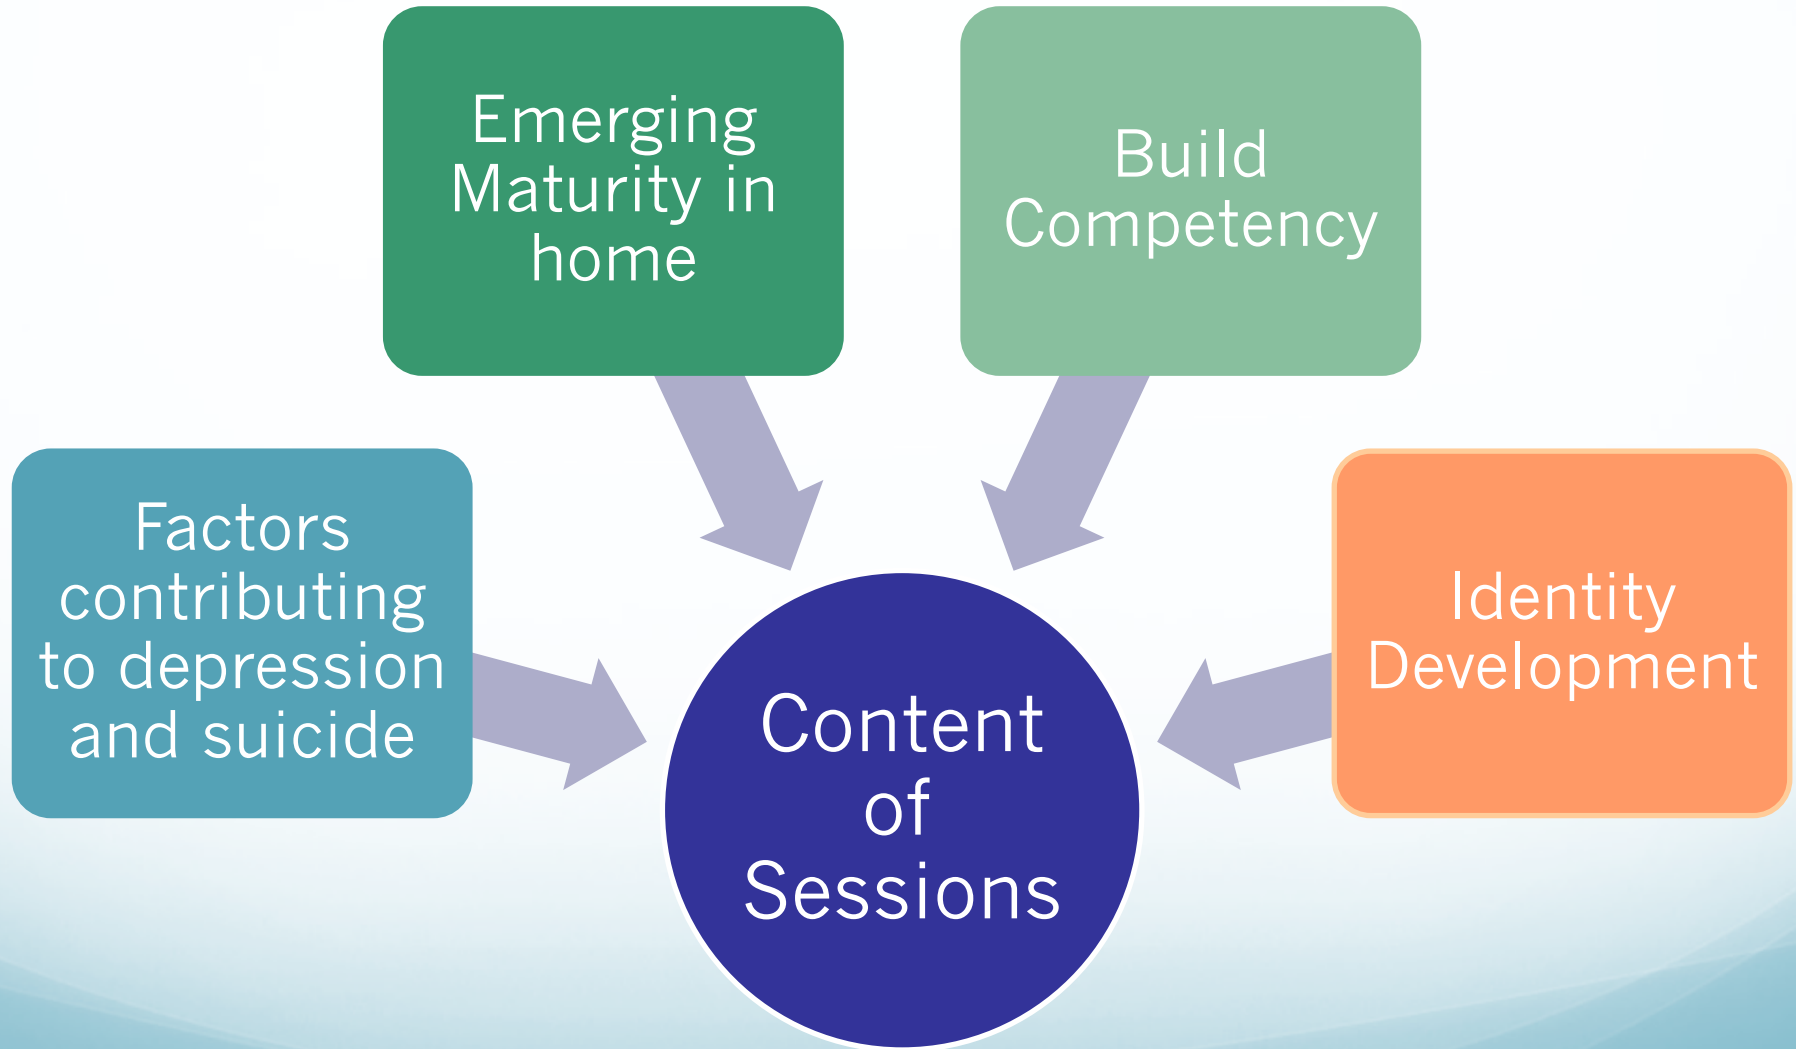 Emerging
Maturity in
home
Build
Competency
Factors
contributing
to depression
and suicide
Identity
Development
Content
of
Sessions